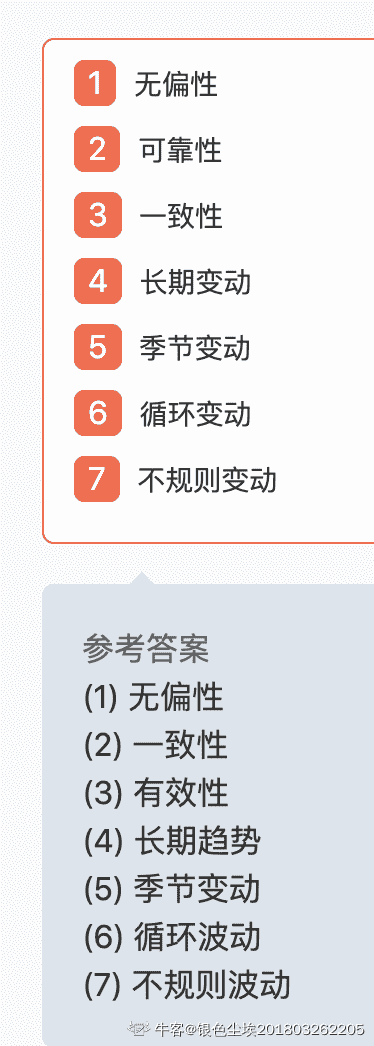 1 无偏性
2 可靠性
3 一致性
4 长期变动
5 季节变动
6 循环变动
7 不规则变动
参考答案
(1) 无偏性
(2) 一致性
(3) 有效性
(4) 长期趋势
(5) 季节变动
(6) 循环波动
(7) 不规则波动
牛客@银色尘埃201803262205